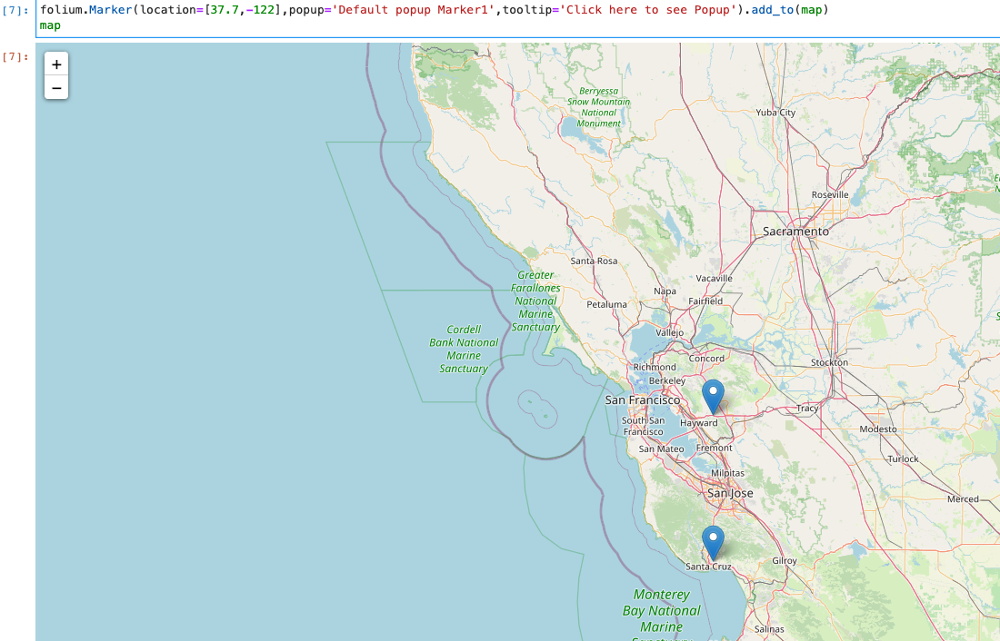 [7]:
folium.Marker(location=[37.7,-122],popup='Default popup Marker1',tooltip='Click here to see Popup').add_to(map)
map
[7]:
+
−
Berryessa
Snow Mountain
National
Monument
Yuba City
Roseville
Sacramento
Santa Rosa
Greater
Farallones
National
Marine
Sanctuary
Vacaville
Napa
Fairfield
Petaluma
Cordell
Bank National
Marine
Sanctuary
Vallejo
Concord
Richmond
Berkeley
Stockton
San Francisco
Tracy
South San
Francisco
Hayward
Modesto
San Mateo
Fremont
Turlock
Milpitas
San Jose
Merced
Santa Cruz
Gilroy
Monterey
Bay National
Marine
Salinas